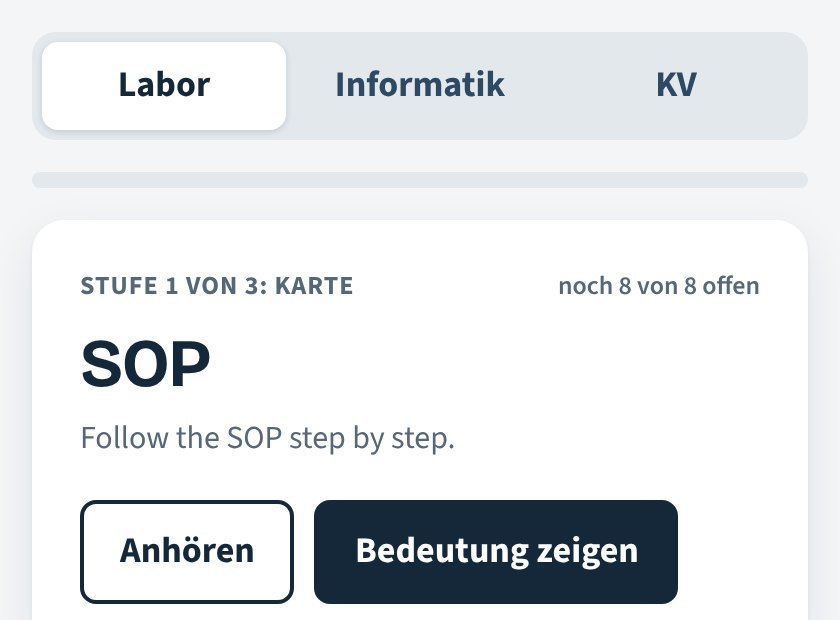 Labor Informatik KV
STUFE 1 VON 3: KARTE noch 8 von 8 offen
SOP
Follow the SOP step by step.
Anhören Bedeutung zeigen